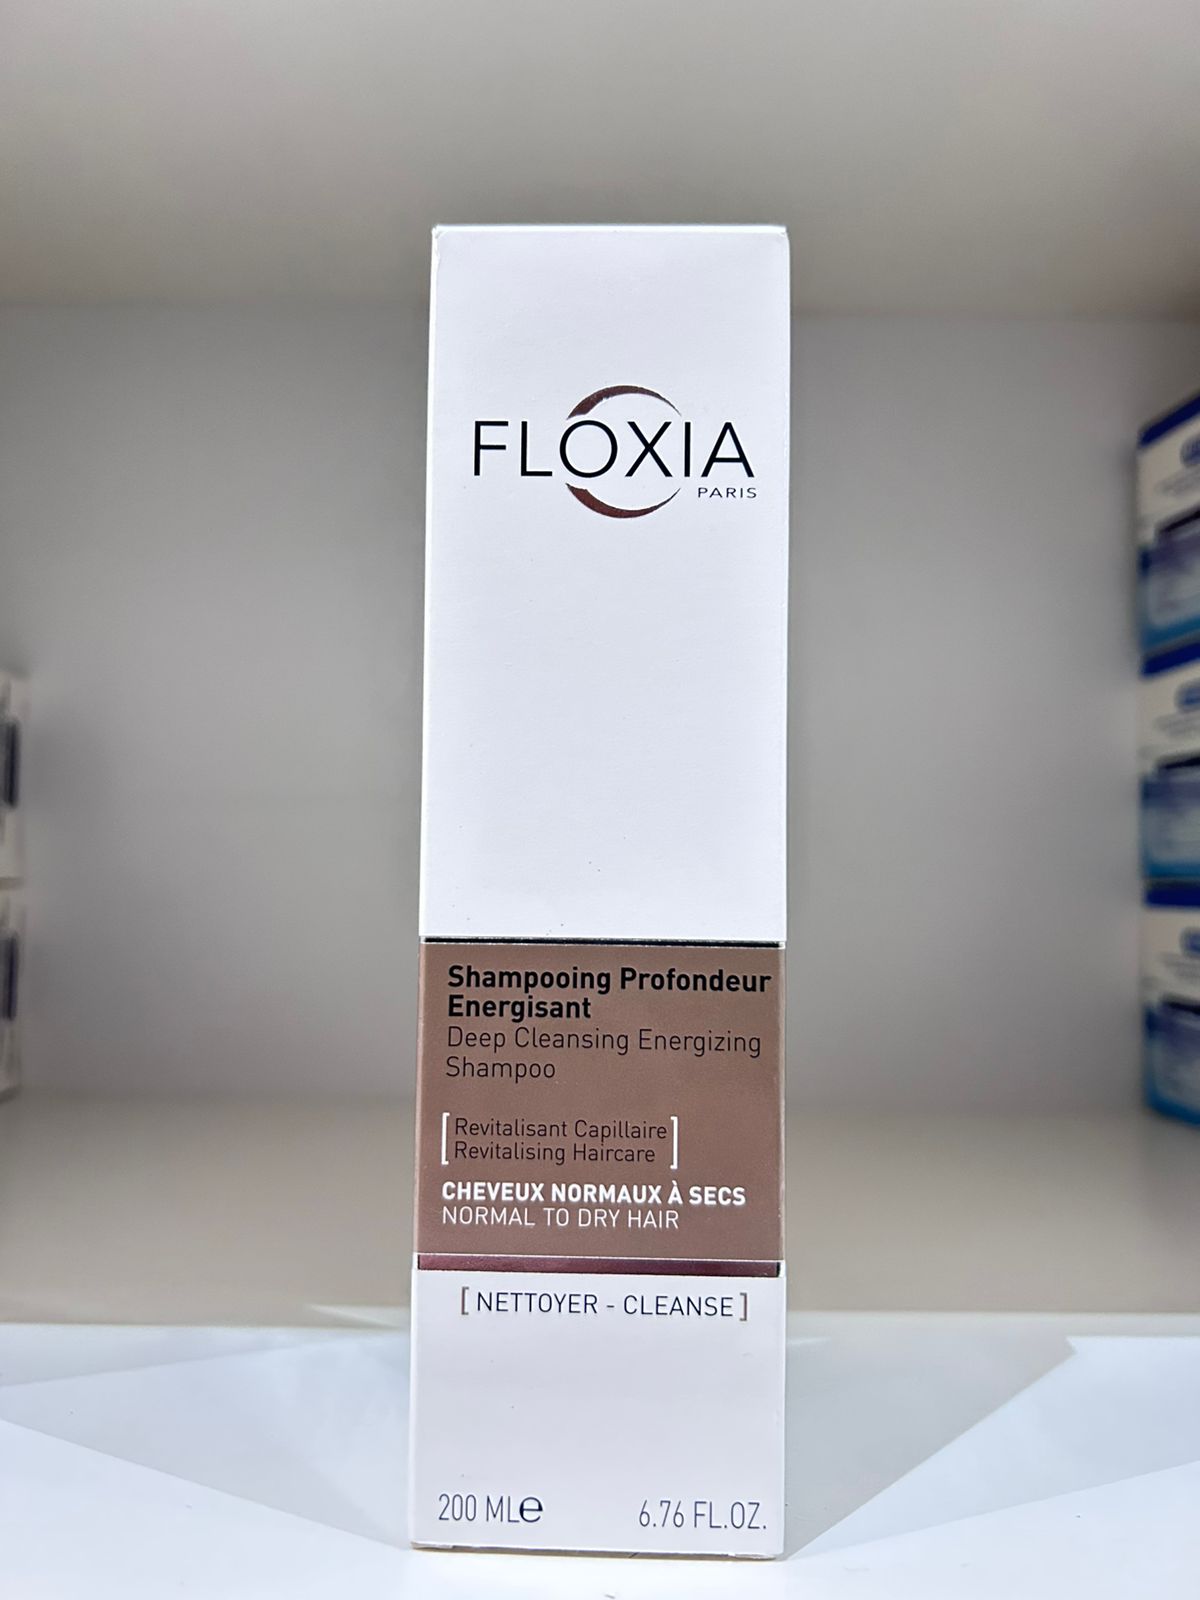 FLOXIA
PARIS
Shampooing Profondeur
Energisant
Deep Cleansing Energizing
Shampoo
[Revitalisant Capillaire
Revitalising Haircare]
CHEVEUX NORMAUX À SECS
NORMAL TO DRY HAIR
[ NETTOYER - CLEANSE ]
200 MLe 6.76 FL.OZ.